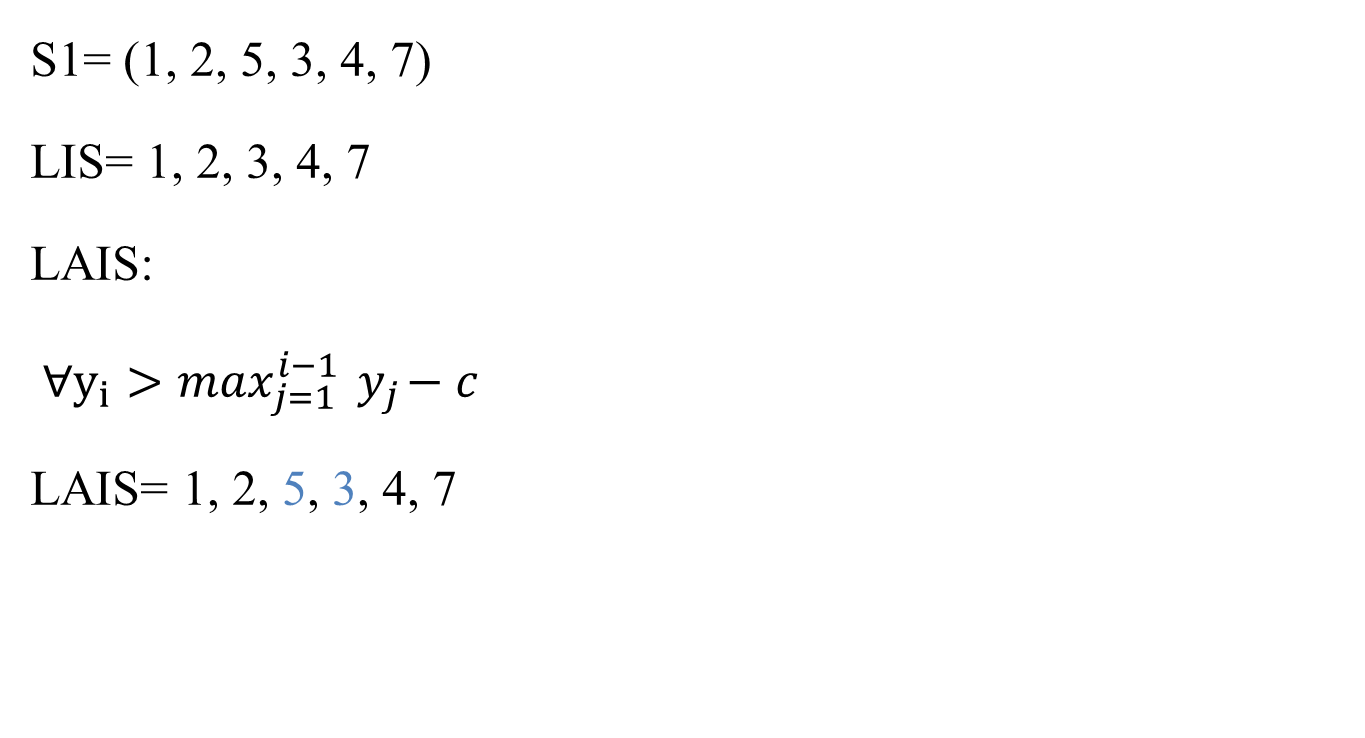 S1= (1, 2, 5, 3, 4, 7)
LIS= 1, 2, 3, 4, 7
LAIS:
∀yᵢ > max_{j=1}^{i−1} y_j − c
LAIS= 1, 2, 5, 3, 4, 7